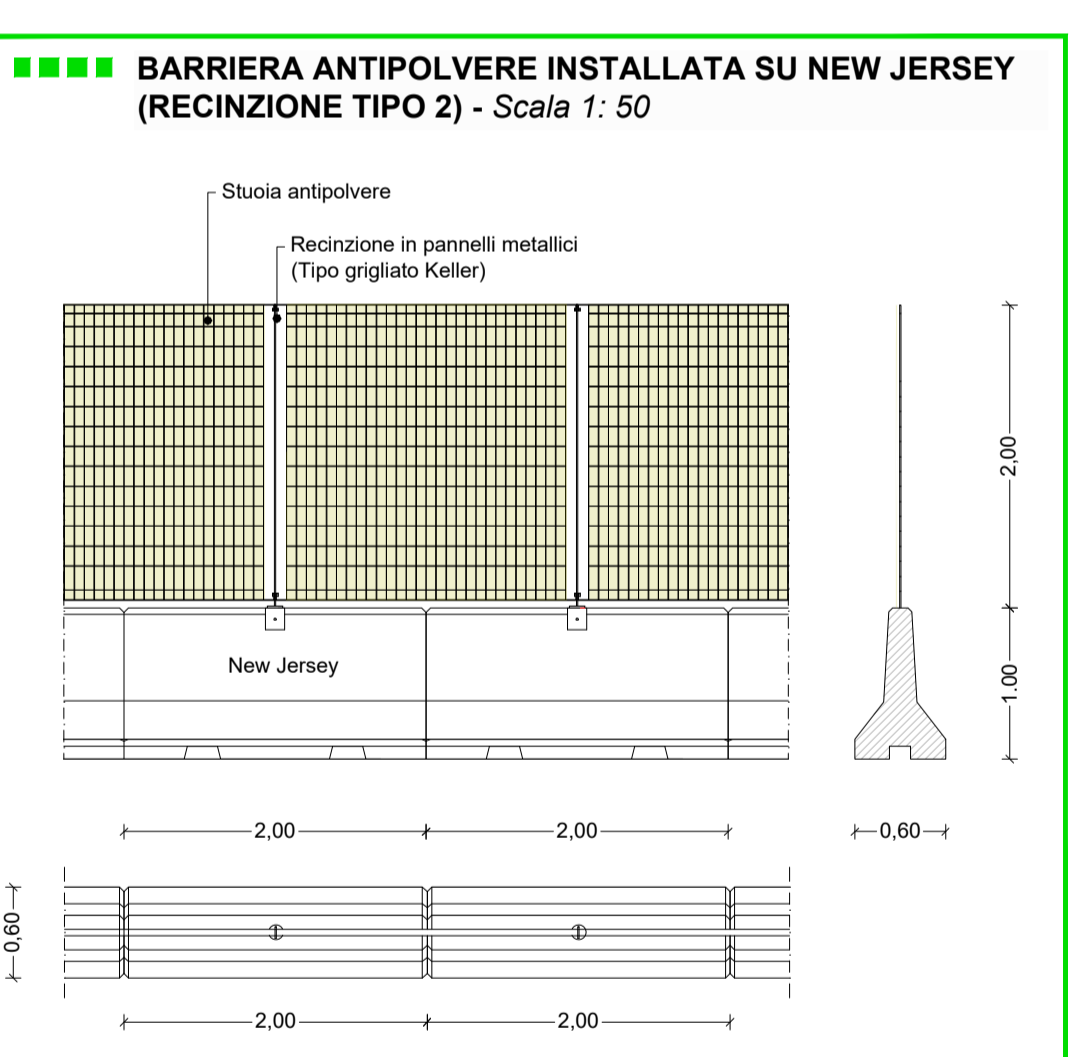 BARRIERA ANTIPOLVERE INSTALLATA SU NEW JERSEY
(RECINZIONE TIPO 2) - Scala 1: 50
Stuoia antipolvere
Recinzione in pannelli metallici
(Tipo grigliato Keller)
2,00
New Jersey
1.00
2,00
2,00
0,60
0,60
2,00
2,00